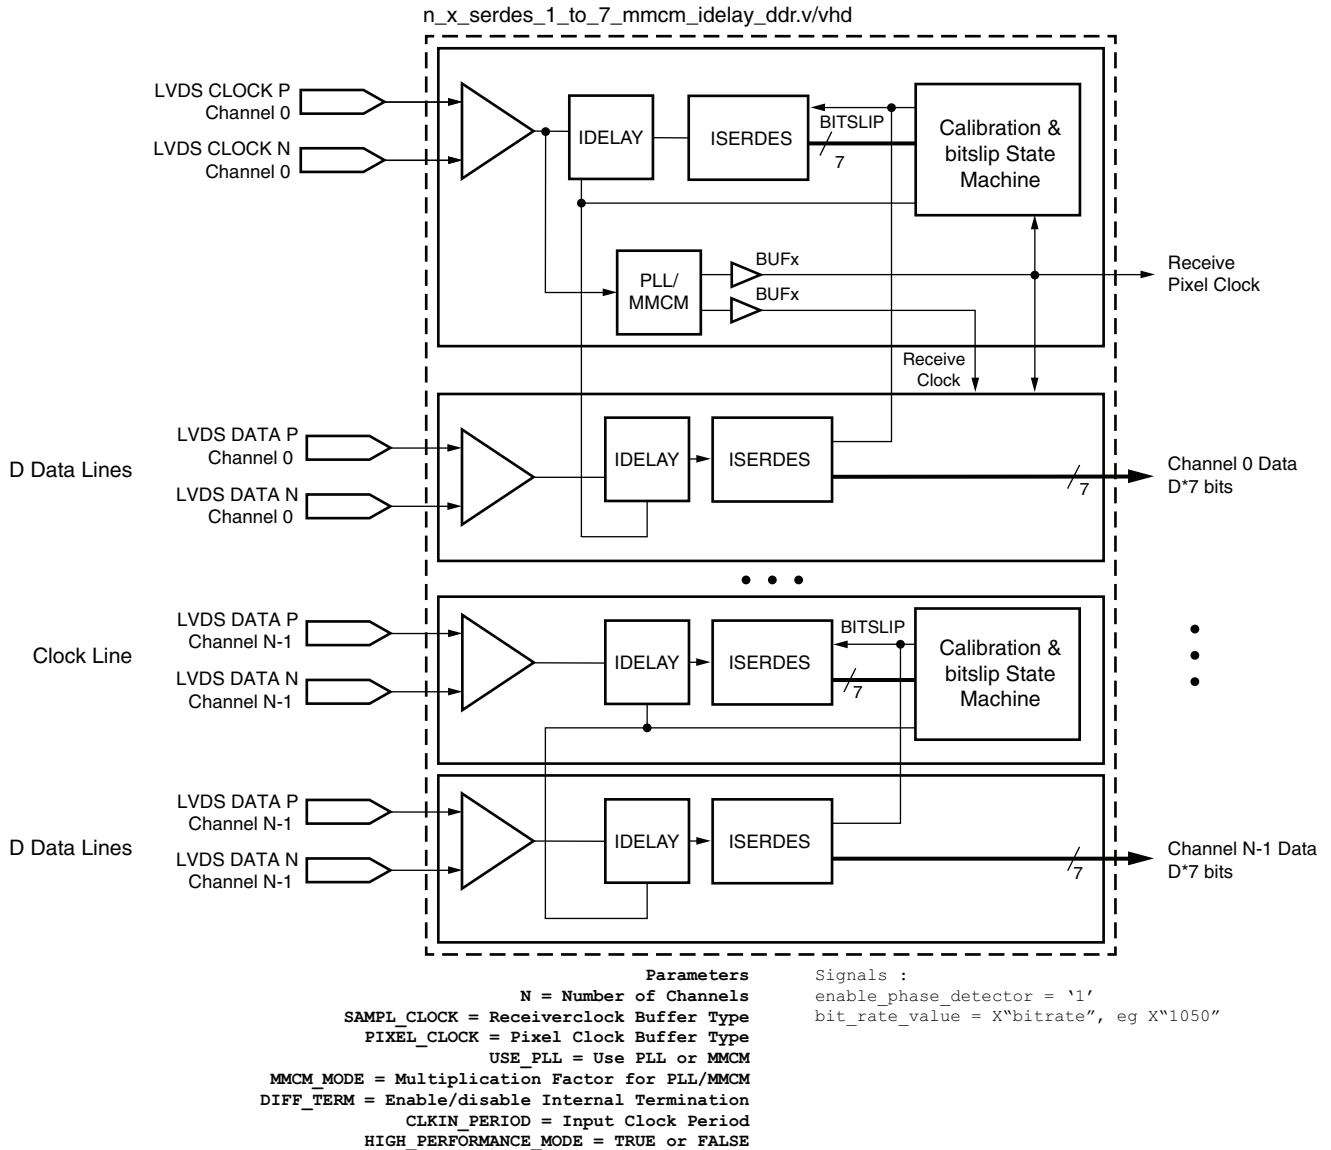 n_x_serdes_1_to_7_mmcm_idelay_ddr.v/vhd
LVDS CLOCK P
Channel 0
LVDS CLOCK N
Channel 0
IDELAY
ISERDES
BITSLIP
7
Calibration &
bitslip State
Machine
PLL/
MMCM
BUFx
BUFx
Receive
Pixel Clock
Receive
Clock
D Data Lines
LVDS DATA P
Channel 0
LVDS DATA N
Channel 0
IDELAY
ISERDES
7
Channel 0 Data
D*7 bits
Clock Line
LVDS DATA P
Channel N-1
LVDS DATA N
Channel N-1
IDELAY
ISERDES
BITSLIP
7
Calibration &
bitslip State
Machine
D Data Lines
LVDS DATA P
Channel N-1
LVDS DATA N
Channel N-1
IDELAY
ISERDES
7
Channel N-1 Data
D*7 bits
Parameters
N = Number of Channels
SAMPL_CLOCK = Receiverclock Buffer Type
PIXEL_CLOCK = Pixel Clock Buffer Type
USE_PLL = Use PLL or MMCM
MMCM_MODE = Multiplication Factor for PLL/MMCM
DIFF_TERM = Enable/disable Internal Termination
CLKIN_PERIOD = Input Clock Period
HIGH_PERFORMANCE_MODE = TRUE or FALSE
Signals :
enable_phase_detector = ‘1’
bit_rate_value = X“bitrate”, eg X“1050”